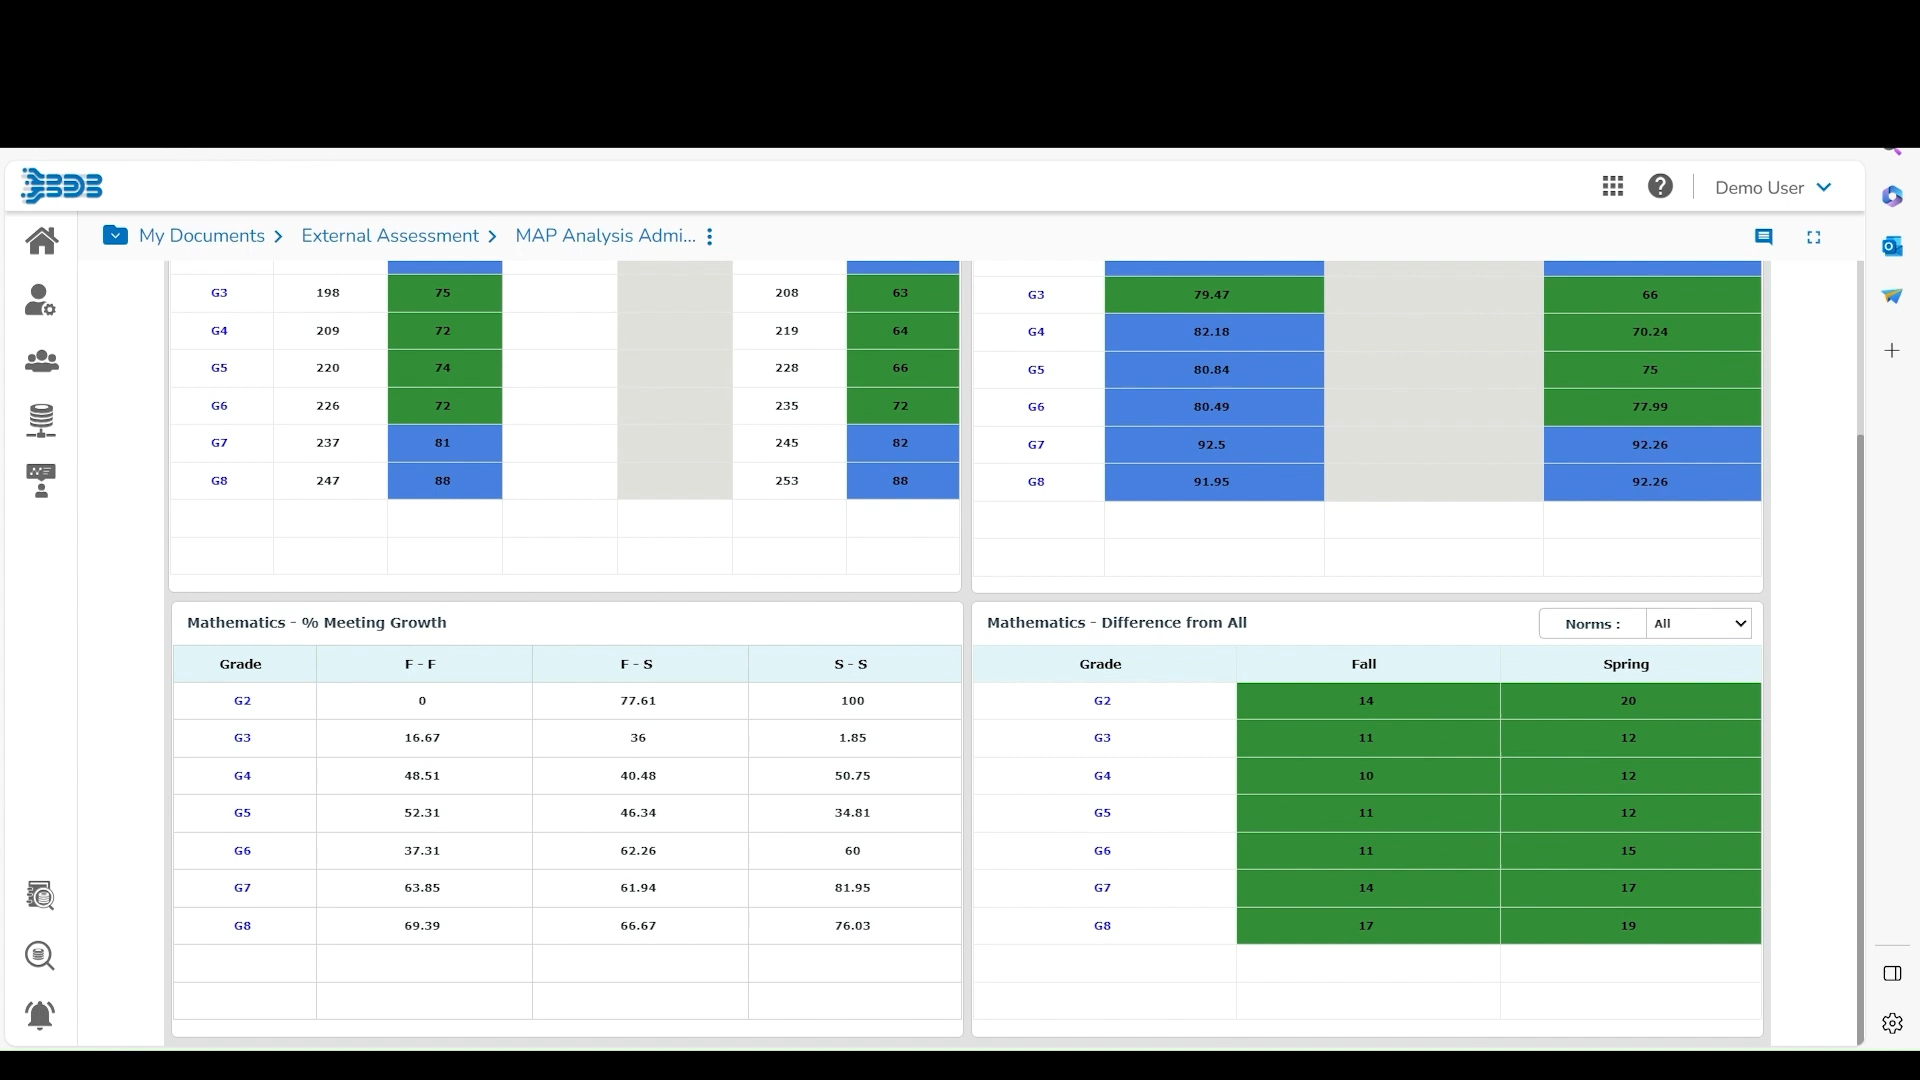 BDB
Demo User
My Documents
External Assessment
MAP Analysis Admi...
G3 198 75 208 63
G4 209 72 219 64
G5 220 74 228 66
G6 226 72 235 72
G7 237 81 245 82
G8 247 88 253 88
G3 79.47 66
G4 82.18 70.24
G5 80.84 75
G6 80.49 77.99
G7 92.5 92.26
G8 91.95 92.26
Mathematics - % Meeting Growth
Grade F - F F - S S - S
G2 0 77.61 100
G3 16.67 36 1.85
G4 48.51 40.48 50.75
G5 52.31 46.34 34.81
G6 37.31 62.26 60
G7 63.85 61.94 81.95
G8 69.39 66.67 76.03
Mathematics - Difference from All
Norms : All
Grade Fall Spring
G2 14 20
G3 11 12
G4 10 12
G5 11 12
G6 11 15
G7 14 17
G8 17 19